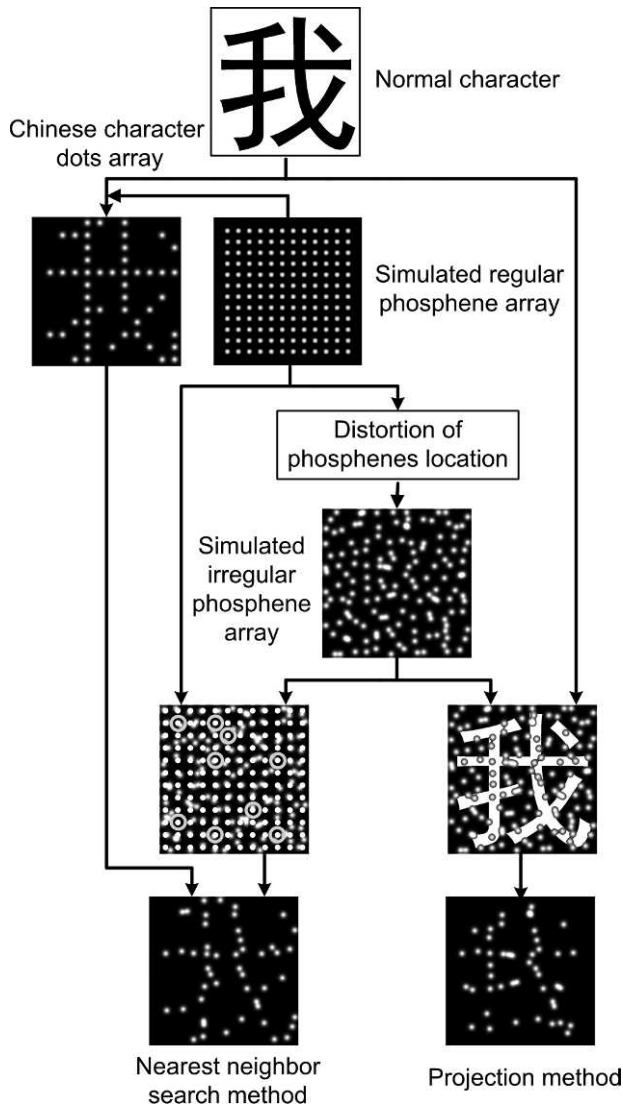 我
Normal character
Chinese character
dots array
Simulated regular
phosphene array
Distortion of
phosphenes location
Simulated
irregular
phosphene
array
Nearest neighbor
search method
Projection method